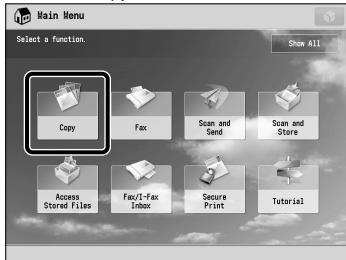 Main Menu
Select a function.
Show All
Copy
Fax
Scan and
Send
Scan and
Store
Access
Stored Files
Fax/I-Fax
Inbox
Secure
Print
Tutorial